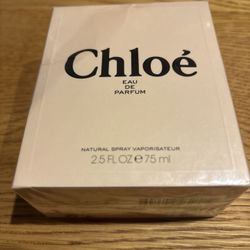 Chloé
EAU
DE
PARFUM
NATURAL SPRAY VAPORISATEUR
2.5 FL.OZ e 75 ml